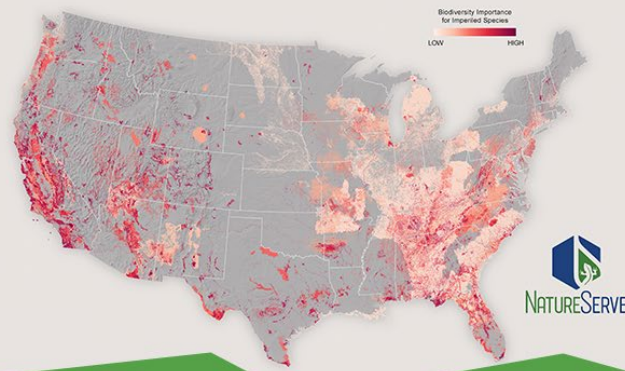 Biodiversity Importance
for Imperiled Species
LOW HIGH
NATURESERVE